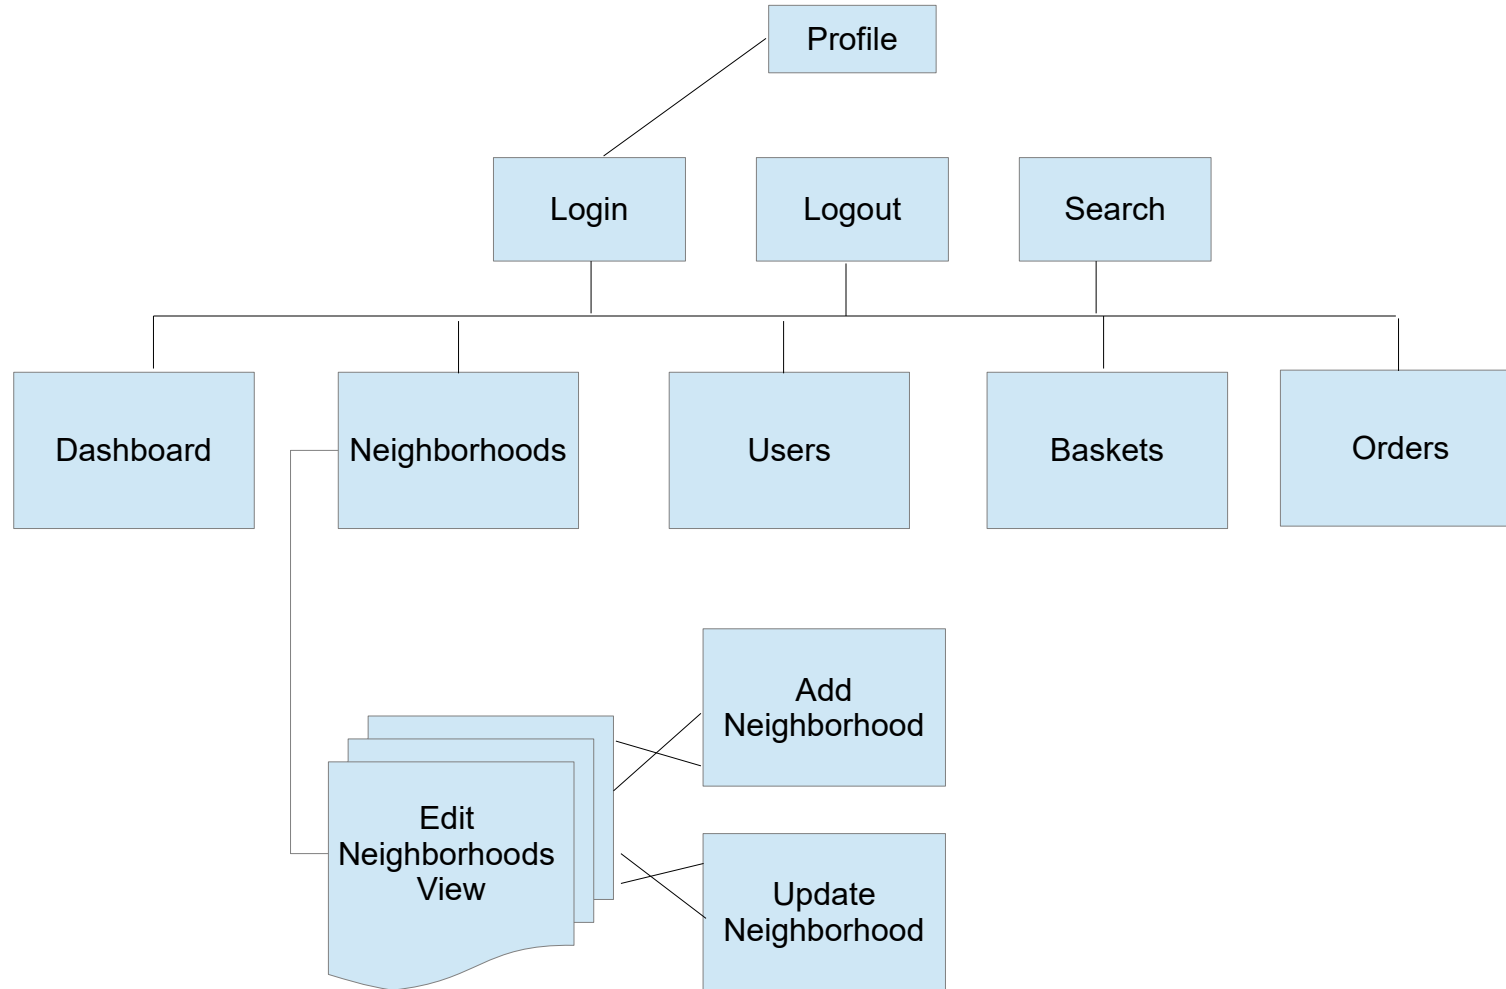 Profile
Login
Logout
Search
Dashboard
Neighborhoods
Users
Baskets
Orders
Add
Neighborhood
Edit
Neighborhoods
View
Update
Neighborhood